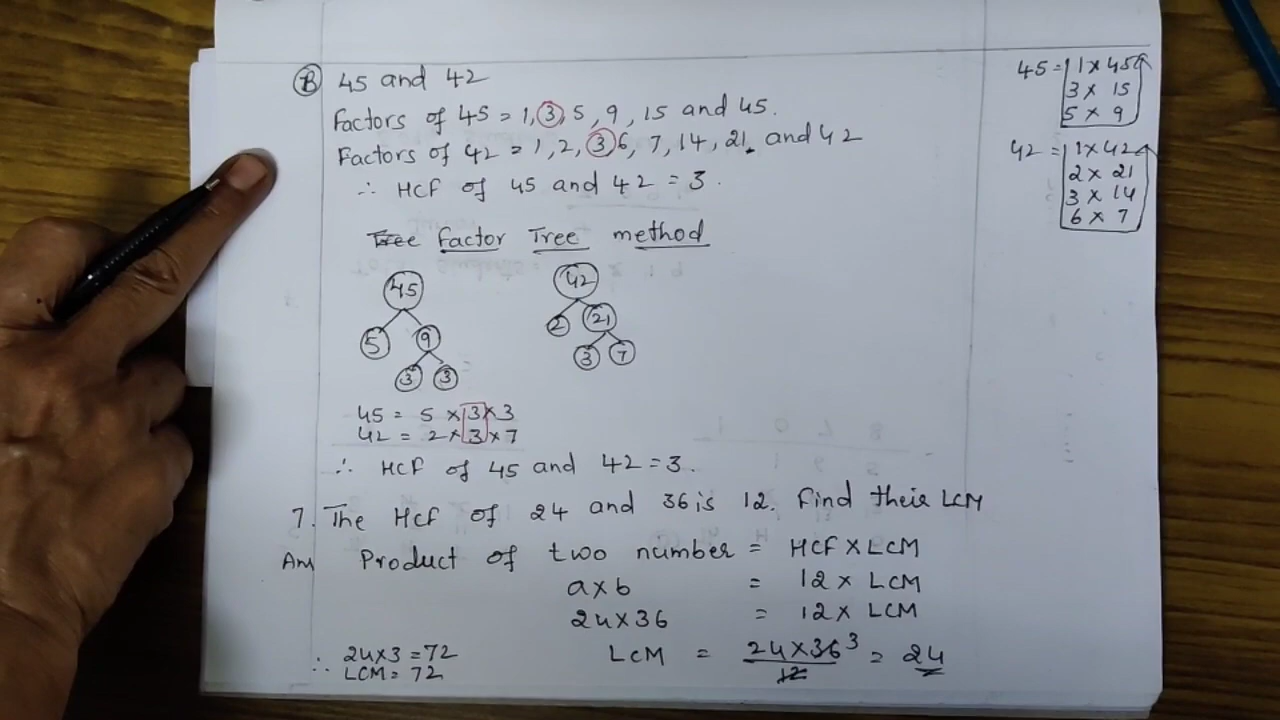 B 45 and 42
Factors of 45 = 1, 3, 5, 9, 15 and 45.
Factors of 42 = 1, 2, 3, 6, 7, 14, 21, and 42
∴ HCF of 45 and 42 = 3.
45 = 1 x 45
3 x 15
5 x 9
42 = 1 x 42
2 x 21
3 x 14
6 x 7
Tree Factor Tree method
45
5 9
3 3
42
2 21
3 7
45 = 5 x 3 x 3
42 = 2 x 3 x 7
∴ HCF of 45 and 42 = 3.
7. The HCF of 24 and 36 is 12. Find their LCM
Ans Product of two number = HCF X LCM
a x b = 12 x LCM
24 x 36 = 12 x LCM
LCM = 24 x 36 3 / 12 = 24
∴ 24 x 3 = 72
LCM = 72